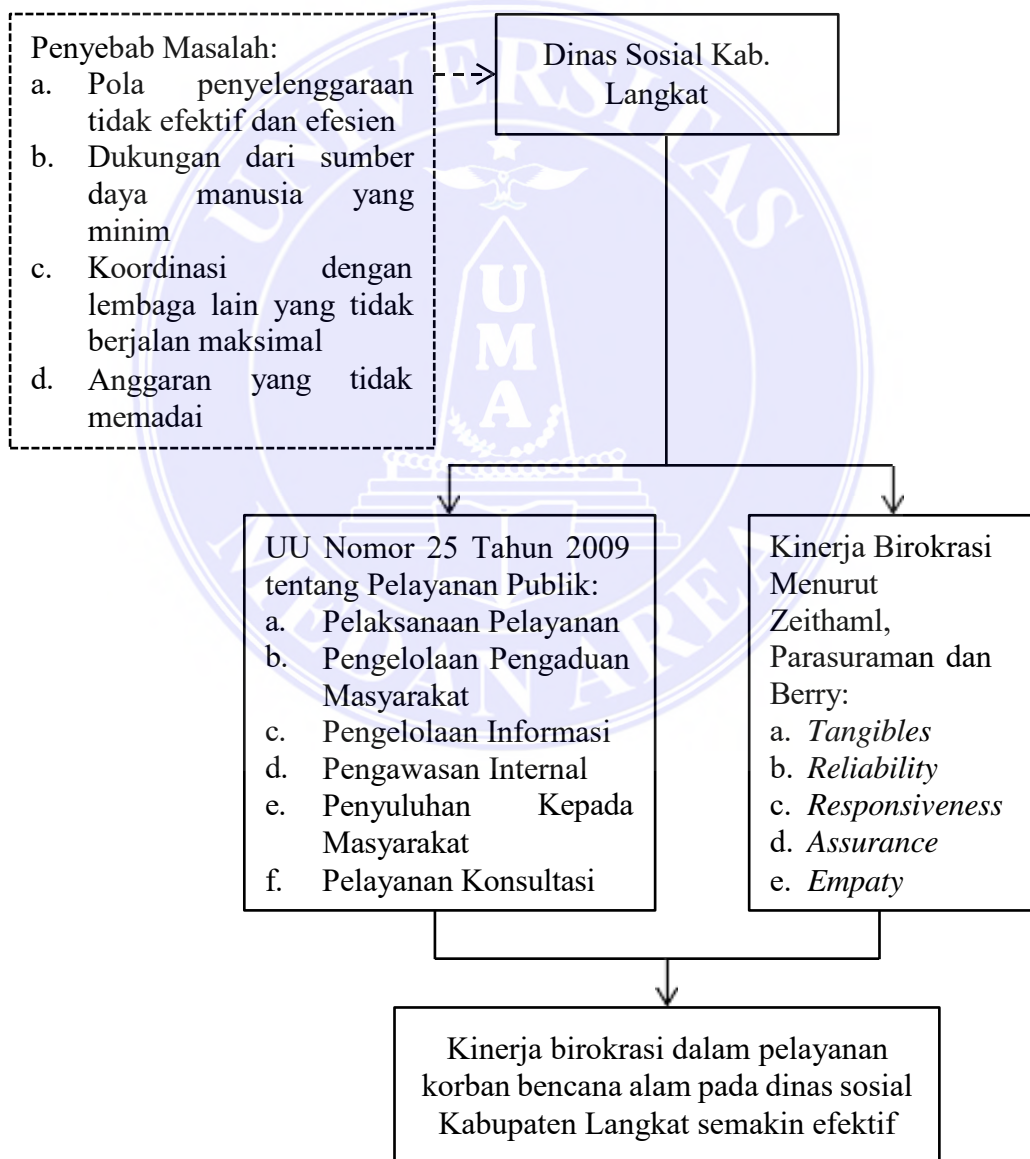 Penyebab Masalah:
a. Pola penyelenggaraan
tidak efektif dan efesien
b. Dukungan dari sumber
daya manusia yang
minim
c. Koordinasi dengan
lembaga lain yang tidak
berjalan maksimal
d. Anggaran yang tidak
memadai
Dinas Sosial Kab.
Langkat
UNIVERSITAS
MEDAN AREA
U
M
A
UU Nomor 25 Tahun 2009
tentang Pelayanan Publik:
a. Pelaksanaan Pelayanan
b. Pengelolaan Pengaduan
Masyarakat
c. Pengelolaan Informasi
d. Pengawasan Internal
e. Penyuluhan Kepada
Masyarakat
f. Pelayanan Konsultasi
Kinerja Birokrasi
Menurut
Zeithaml,
Parasuraman dan
Berry:
a. Tangibles
b. Reliability
c. Responsiveness
d. Assurance
e. Empaty
Kinerja birokrasi dalam pelayanan
korban bencana alam pada dinas sosial
Kabupaten Langkat semakin efektif